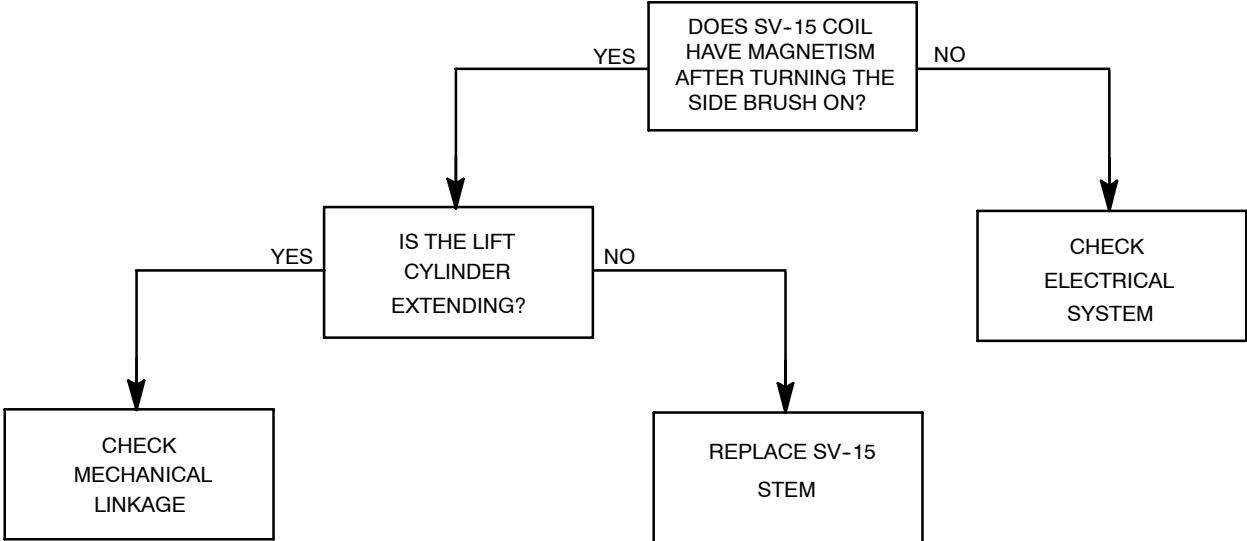 DOES SV-15 COIL
HAVE MAGNETISM
AFTER TURNING THE
SIDE BRUSH ON?
YES
NO
IS THE LIFT
CYLINDER
EXTENDING?
YES
NO
CHECK
ELECTRICAL
SYSTEM
CHECK
MECHANICAL
LINKAGE
REPLACE SV-15
STEM